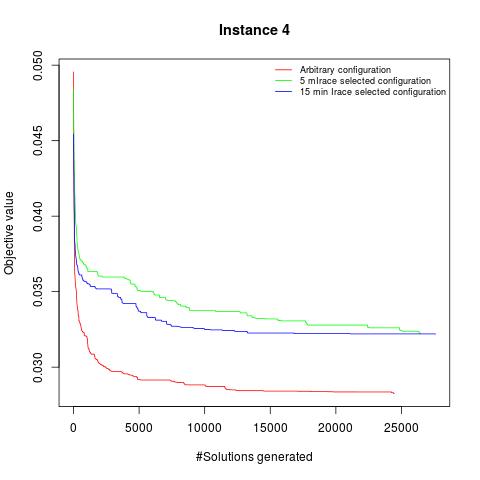 Instance 4
Arbitrary configuration
5 mIrace selected configuration
15 min Irace selected configuration
Objective value
0.050
0.045
0.040
0.035
0.030
0
5000
10000
15000
20000
25000
#Solutions generated